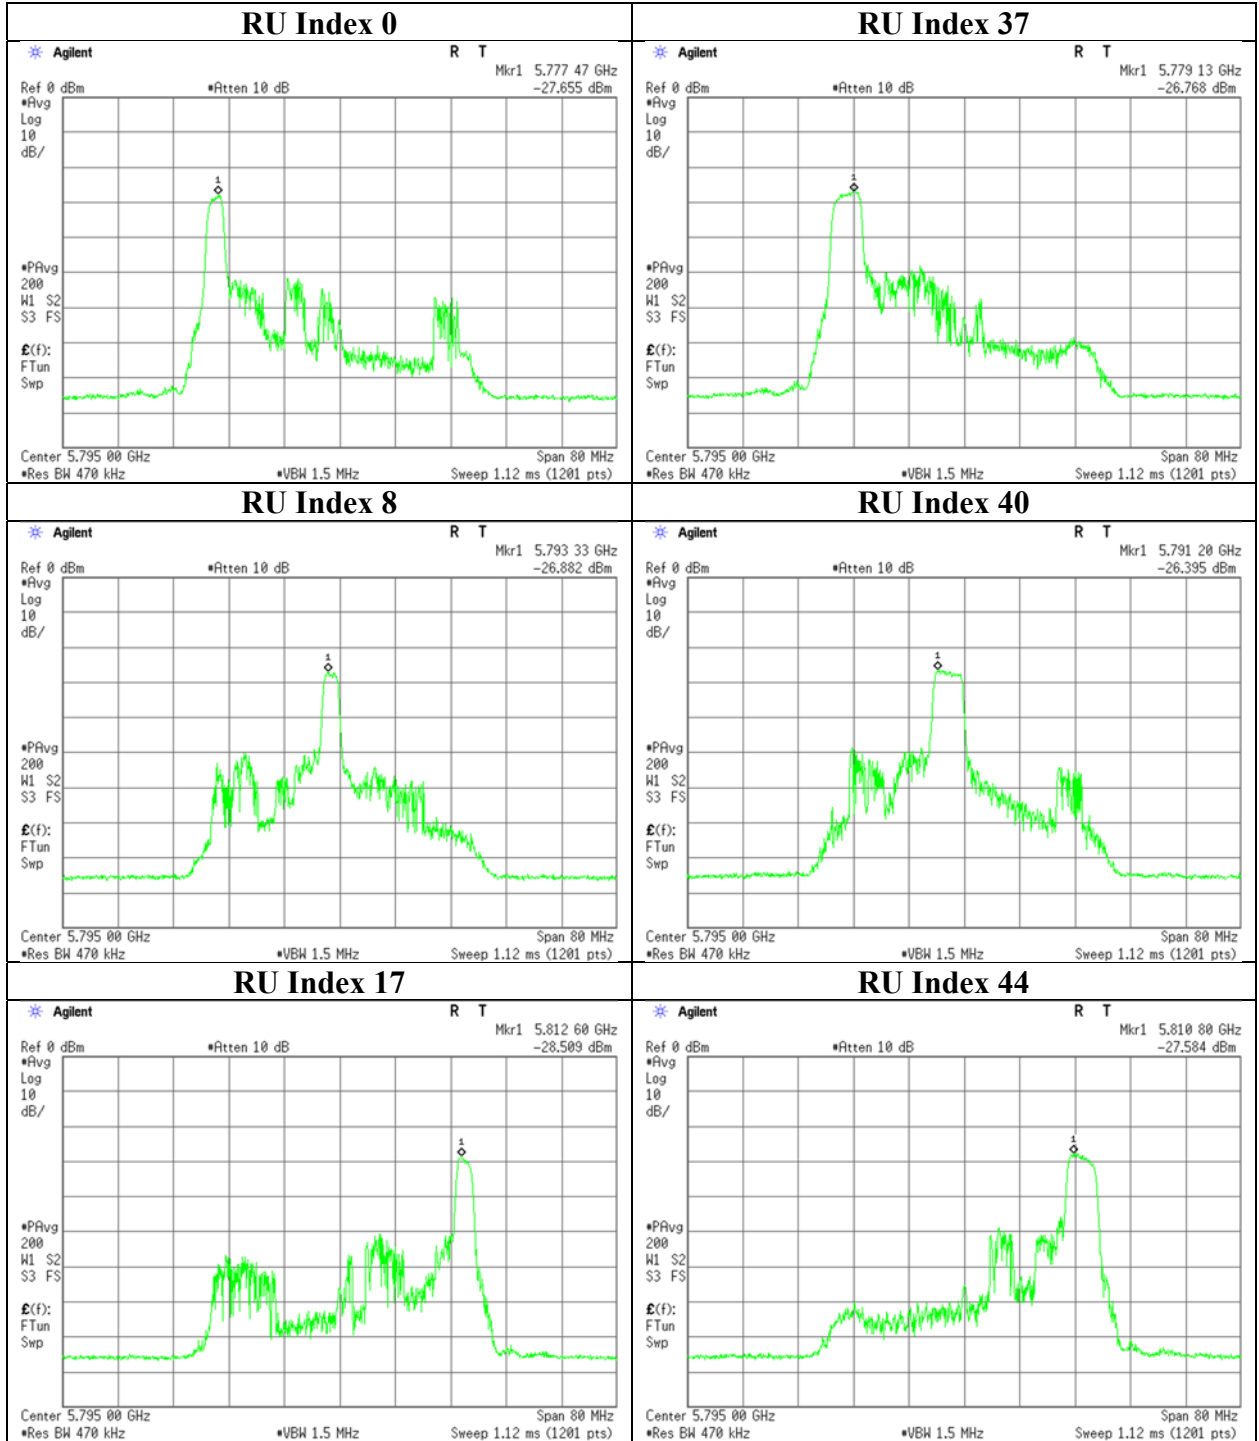 RU Index 0
Agilent R T
Mkr1 5.777 47 GHz
Ref 0 dBm #Atten 10 dB -27.655 dBm
#Avg
Log
10
dB/
1
#PAvg
200
W1 S2
S3 FS
£(f):
FTun
Swp
Center 5.795 00 GHz Span 80 MHz
#Res BW 470 kHz #VBW 1.5 MHz Sweep 1.12 ms (1201 pts)
RU Index 37
Agilent R T
Mkr1 5.779 13 GHz
Ref 0 dBm #Atten 10 dB -26.768 dBm
#Avg
Log
10
dB/
1
#PAvg
200
W1 S2
S3 FS
£(f):
FTun
Swp
Center 5.795 00 GHz Span 80 MHz
#Res BW 470 kHz #VBW 1.5 MHz Sweep 1.12 ms (1201 pts)
RU Index 8
Agilent R T
Mkr1 5.793 33 GHz
Ref 0 dBm #Atten 10 dB -26.882 dBm
#Avg
Log
10
dB/
1
#PAvg
200
W1 S2
S3 FS
£(f):
FTun
Swp
Center 5.795 00 GHz Span 80 MHz
#Res BW 470 kHz #VBW 1.5 MHz Sweep 1.12 ms (1201 pts)
RU Index 40
Agilent R T
Mkr1 5.791 20 GHz
Ref 0 dBm #Atten 10 dB -26.395 dBm
#Avg
Log
10
dB/
1
#PAvg
200
W1 S2
S3 FS
£(f):
FTun
Swp
Center 5.795 00 GHz Span 80 MHz
#Res BW 470 kHz #VBW 1.5 MHz Sweep 1.12 ms (1201 pts)
RU Index 17
Agilent R T
Mkr1 5.812 60 GHz
Ref 0 dBm #Atten 10 dB -28.509 dBm
#Avg
Log
10
dB/
1
#PAvg
200
W1 S2
S3 FS
£(f):
FTun
Swp
Center 5.795 00 GHz Span 80 MHz
#Res BW 470 kHz #VBW 1.5 MHz Sweep 1.12 ms (1201 pts)
RU Index 44
Agilent R T
Mkr1 5.810 80 GHz
Ref 0 dBm #Atten 10 dB -27.584 dBm
#Avg
Log
10
dB/
1
#PAvg
200
W1 S2
S3 FS
£(f):
FTun
Swp
Center 5.795 00 GHz Span 80 MHz
#Res BW 470 kHz #VBW 1.5 MHz Sweep 1.12 ms (1201 pts)